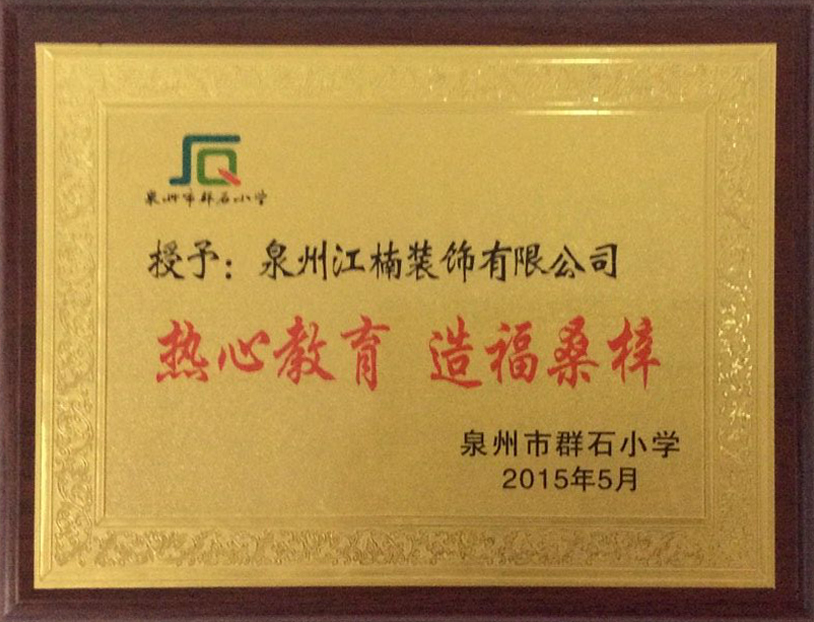 泉州市群石小学
授予：泉州江楠装饰有限公司
热心教育 造福桑梓
泉州市群石小学
2015年5月